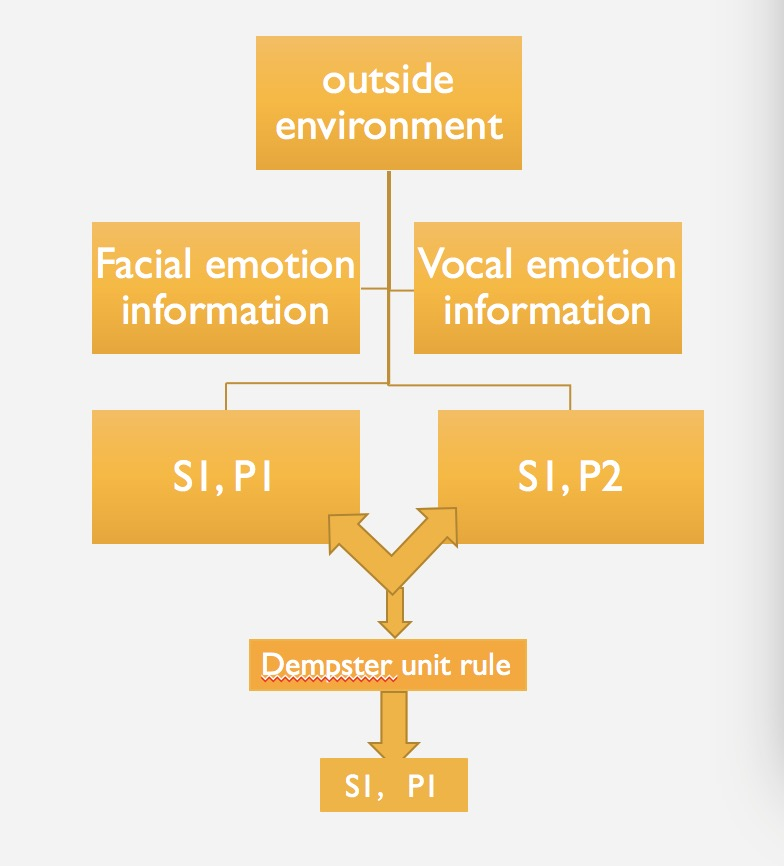 outside
environment
Facial emotion
information
Vocal emotion
information
S1, P1
S1, P2
Dempster unit rule
S1, P1